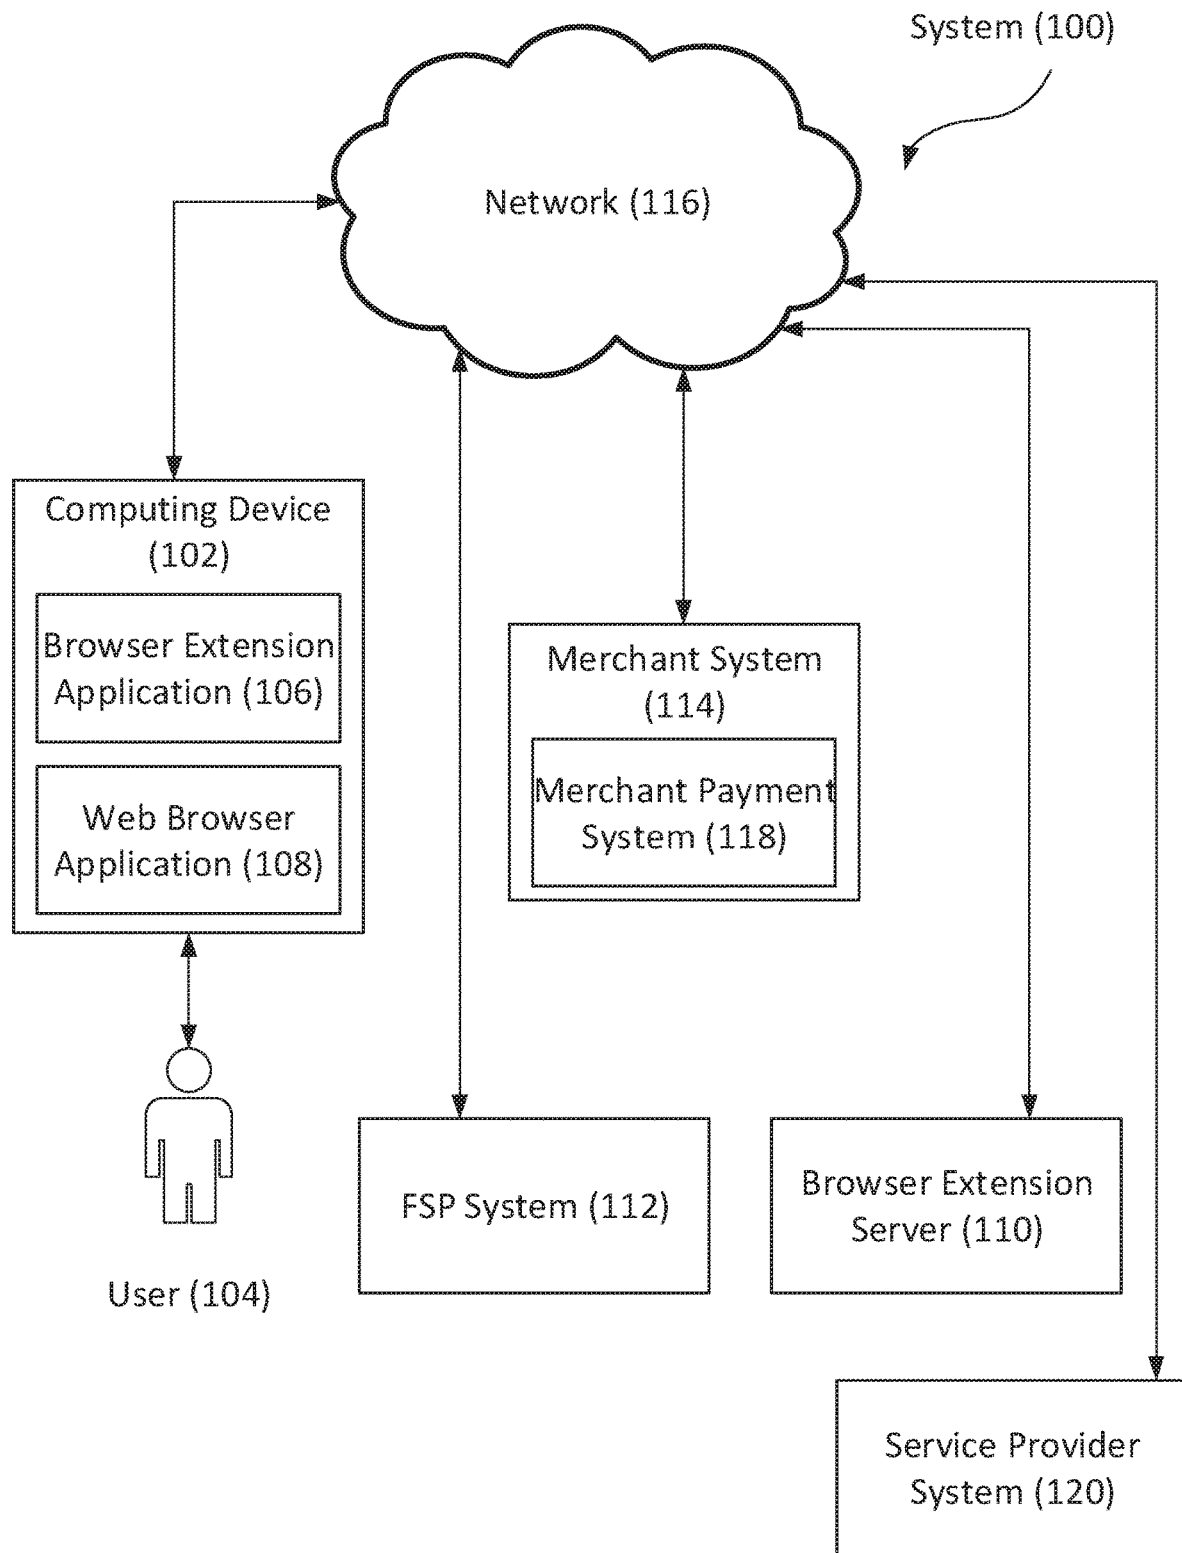 System (100)
Network (116)
Computing Device
(102)
Browser Extension
Application (106)
Web Browser
Application (108)
Merchant System
(114)
Merchant Payment
System (118)
User (104)
FSP System (112)
Browser Extension
Server (110)
Service Provider
System (120)